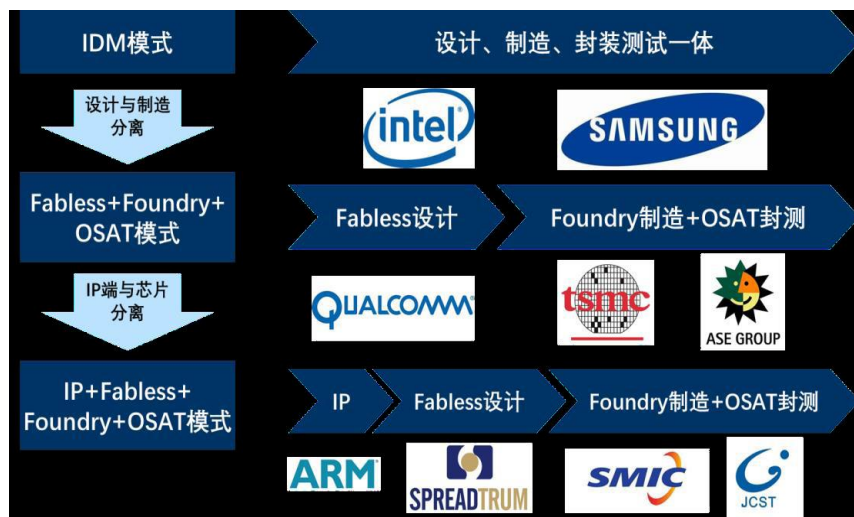 IDM模式
设计、制造、封装测试一体
设计与制造
分离
intel
SAMSUNG
Fabless+Foundry+
OSAT模式
Fabless设计
Foundry制造+OSAT封测
IP端与芯片
分离
QUALCOMM
tsmc
ASE GROUP
IP+Fabless+
Foundry+OSAT模式
IP
Fabless设计
Foundry制造+OSAT封测
ARM
SPREADTRUM
SMIC
JCST